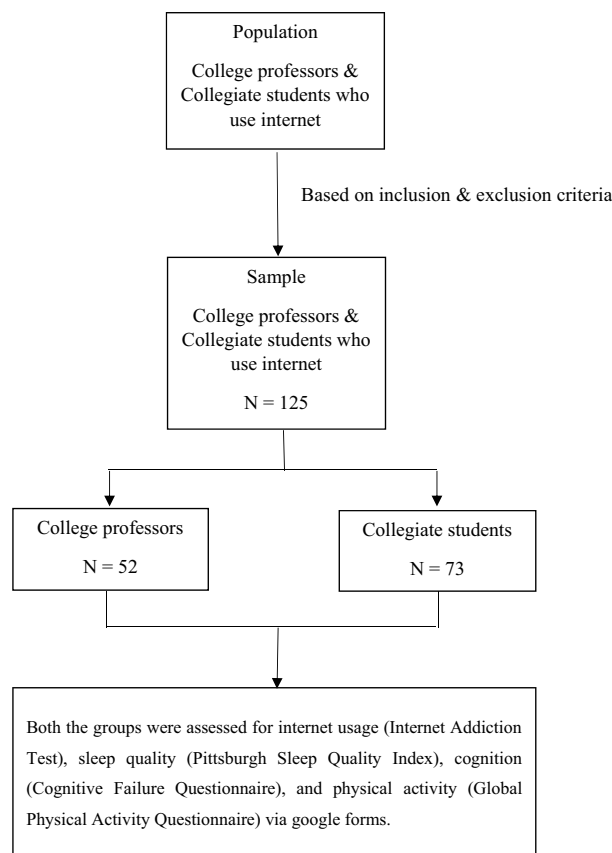 Population
College professors &
Collegiate students who
use internet
Based on inclusion & exclusion criteria
Sample
College professors &
Collegiate students who
use internet
N = 125
College professors
N = 52
Collegiate students
N = 73
Both the groups were assessed for internet usage (Internet Addiction
Test), sleep quality (Pittsburgh Sleep Quality Index), cognition
(Cognitive Failure Questionnaire), and physical activity (Global
Physical Activity Questionnaire) via google forms.